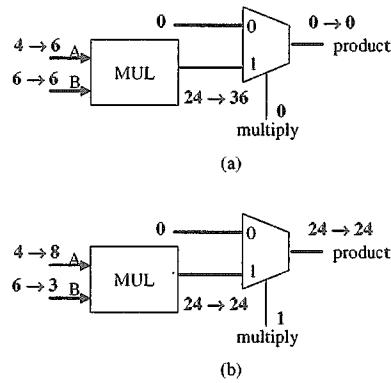 0
0
0 → 0
4 → 6
A
MUL
product
6 → 6
B
1
24 → 36
0
multiply
(a)
0
0
24 → 24
4 → 8
A
MUL
product
6 → 3
B
1
24 → 24
1
multiply
(b)